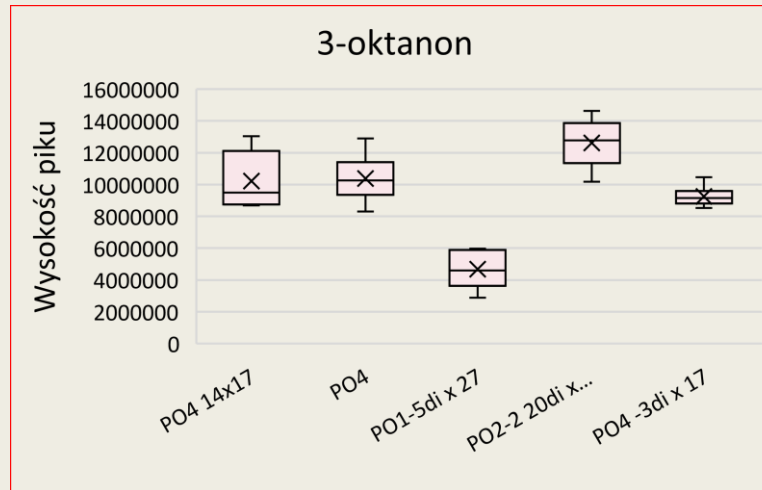 3-oktanon
Wysokość piku
16000000
14000000
12000000
10000000
8000000
6000000
4000000
2000000
0
PO4 14x17
PO4
PO1-5di x 27
PO2-2 20di x...
PO4 -3di x 17